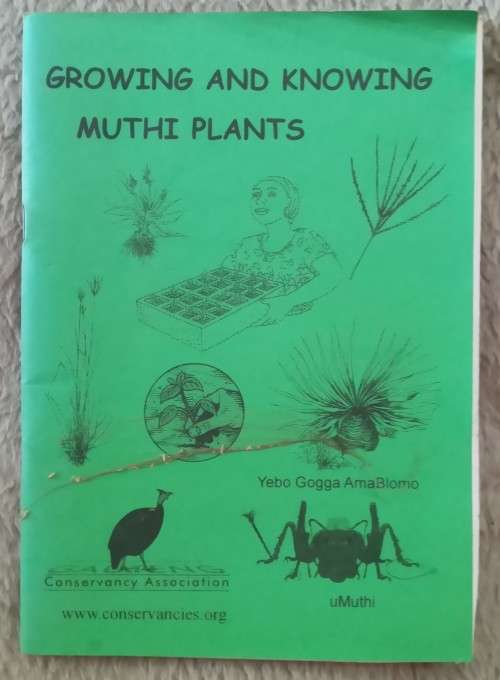 GROWING AND KNOWING
MUTHI PLANTS
Yebo Gogga AmaBlomo
Conservancy Association
www.conservancies.org
uMuthi